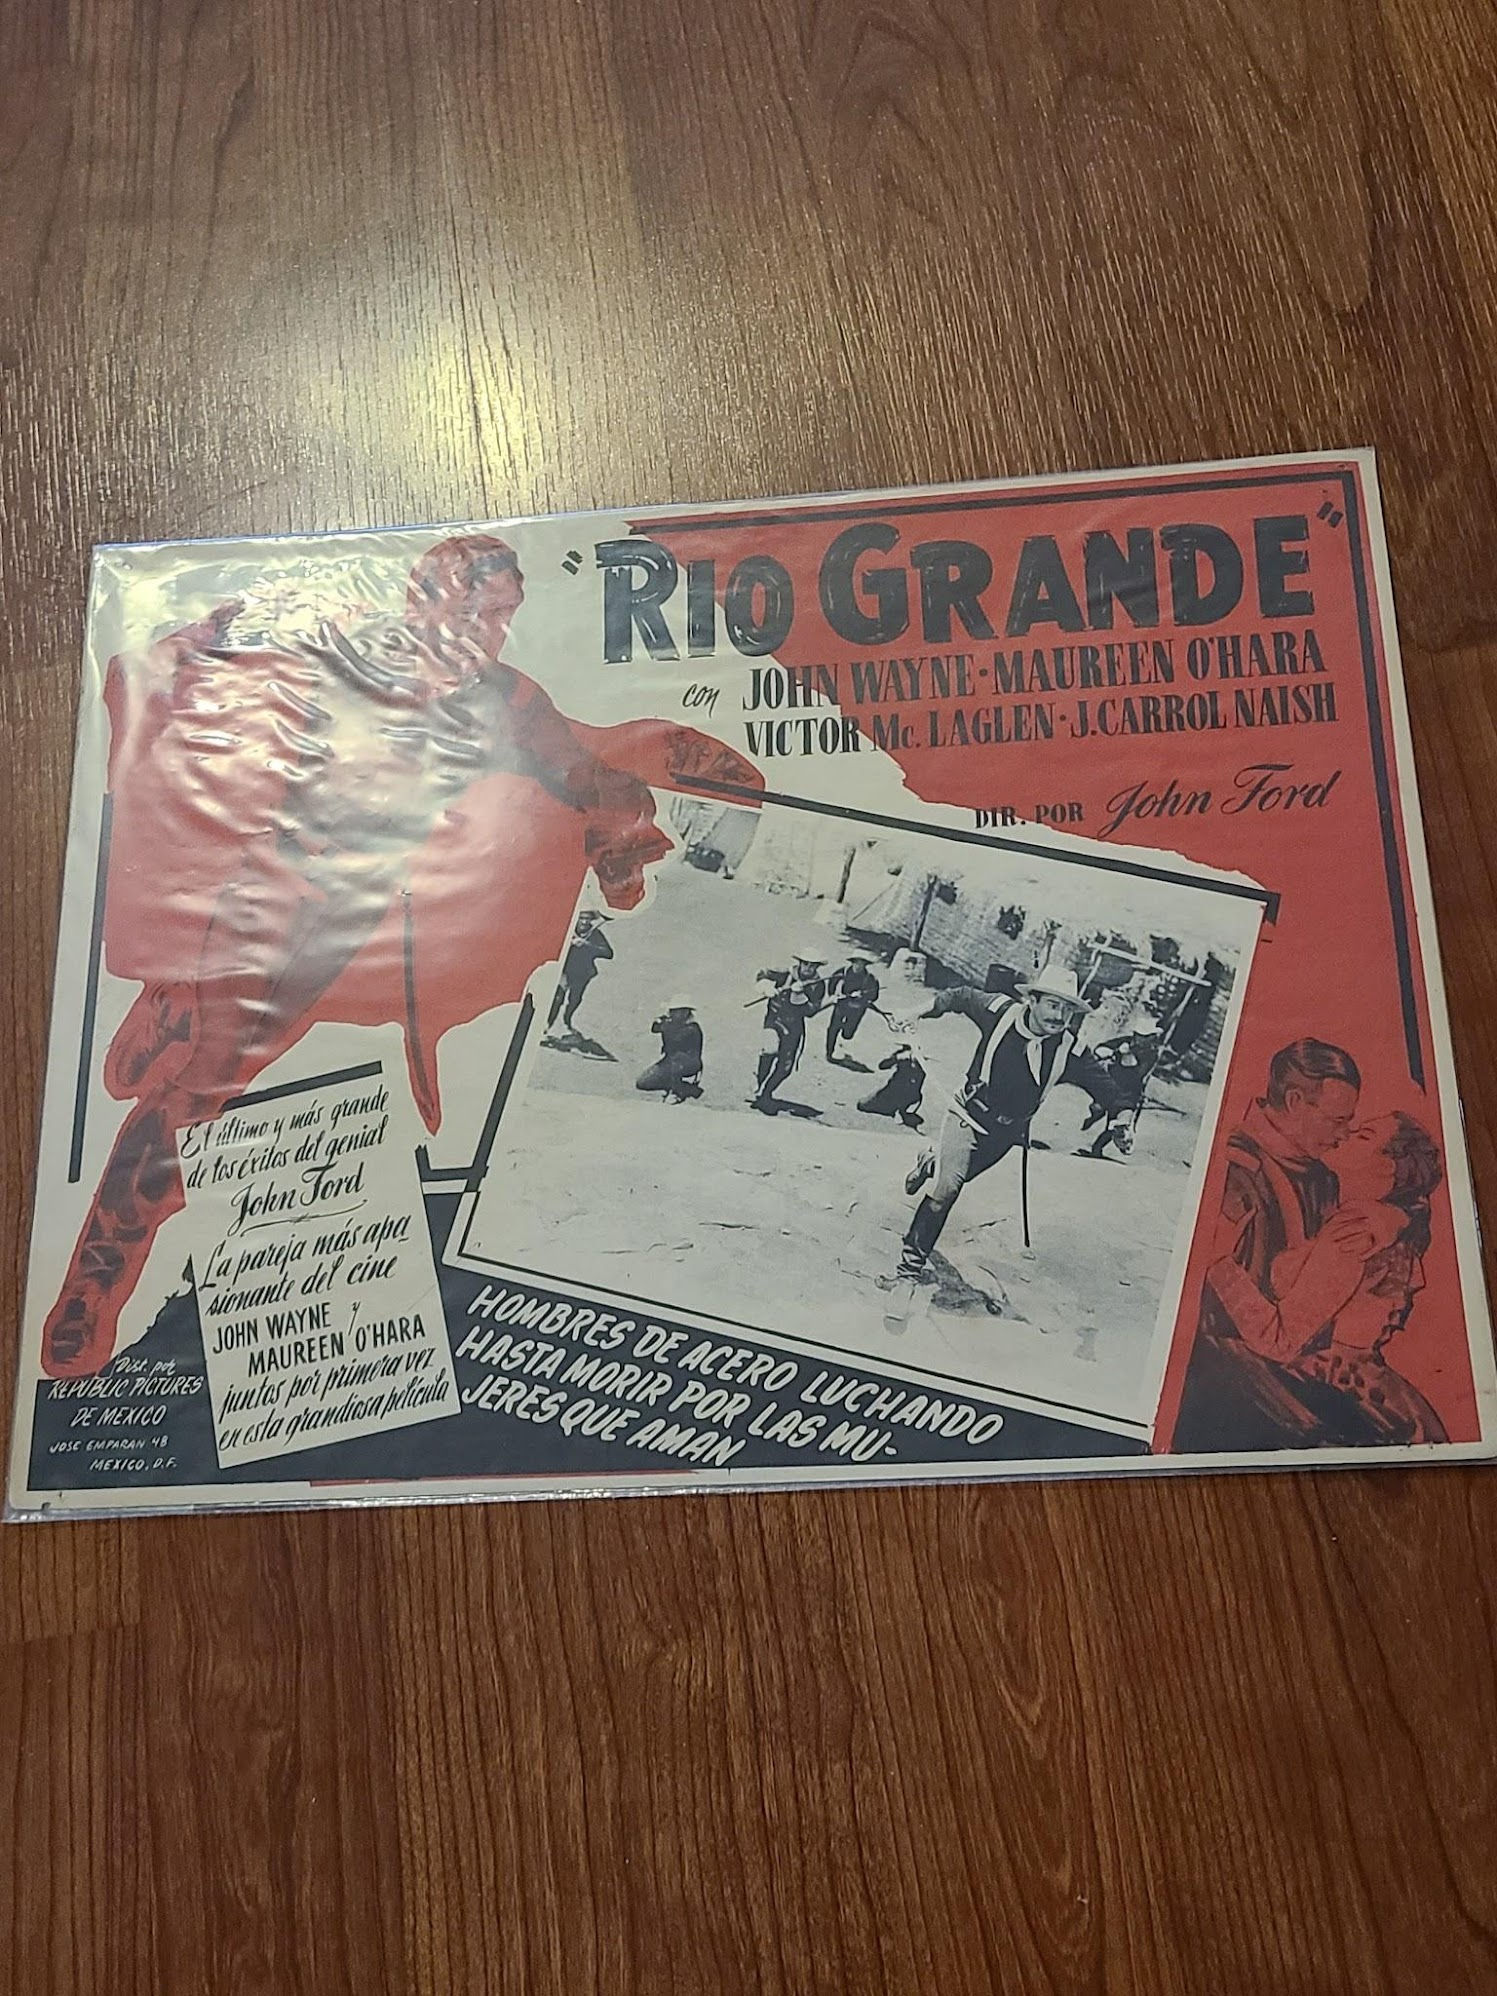 "RIO GRANDE"
con JOHN WAYNE·MAUREEN O'HARA
VICTOR Mc. LAGLEN·J. CARROL NAISH
DIR. POR John Ford
El último y más grande
de los éxitos del genial
John Ford
La pareja más apa_
sionante del cine
JOHN WAYNE y
MAUREEN O'HARA
juntos por primera vez
en esta grandiosa película
HOMBRES DE ACERO LUCHANDO
HASTA MORIR POR LAS MU-
JERES QUE AMAN
Dist. por
REPUBLIC PICTURES
DE MEXICO
JOSE EMPARAN 48
MEXICO, D.F.